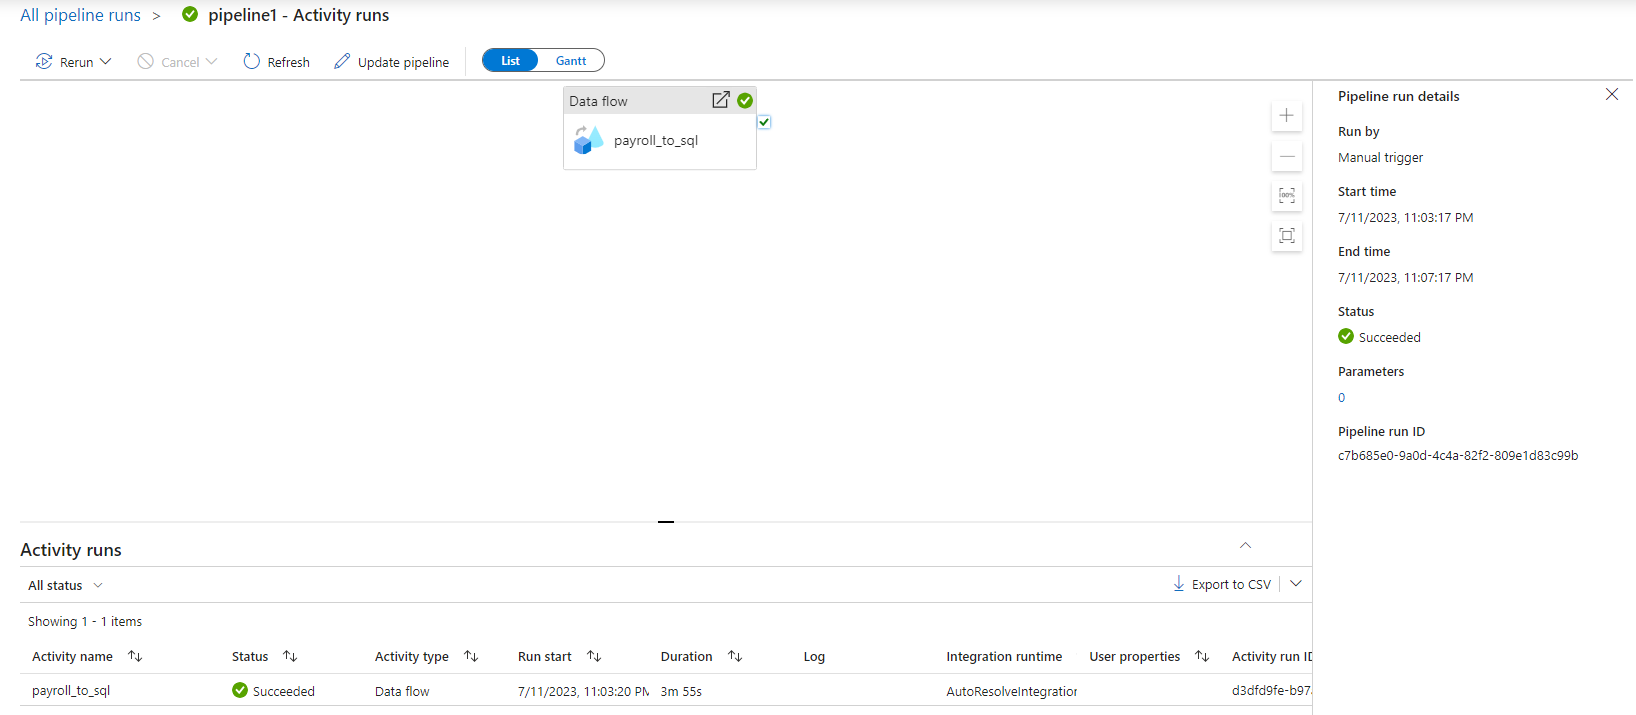 All pipeline runs > pipeline1 - Activity runs
Rerun Cancel Refresh Update pipeline List Gantt
Data flow
payroll_to_sql
100%
Pipeline run details
Run by
Manual trigger
Start time
7/11/2023, 11:03:17 PM
End time
7/11/2023, 11:07:17 PM
Status
Succeeded
Parameters
0
Pipeline run ID
c7b685e0-9a0d-4c4a-82f2-809e1d83c99b
Activity runs
All status
Export to CSV
Showing 1 - 1 items
Activity name Status Activity type Run start Duration Log Integration runtime User properties Activity run ID
payroll_to_sql Succeeded Data flow 7/11/2023, 11:03:20 PM 3m 55s AutoResolveIntegration d3dfd9fe-b97